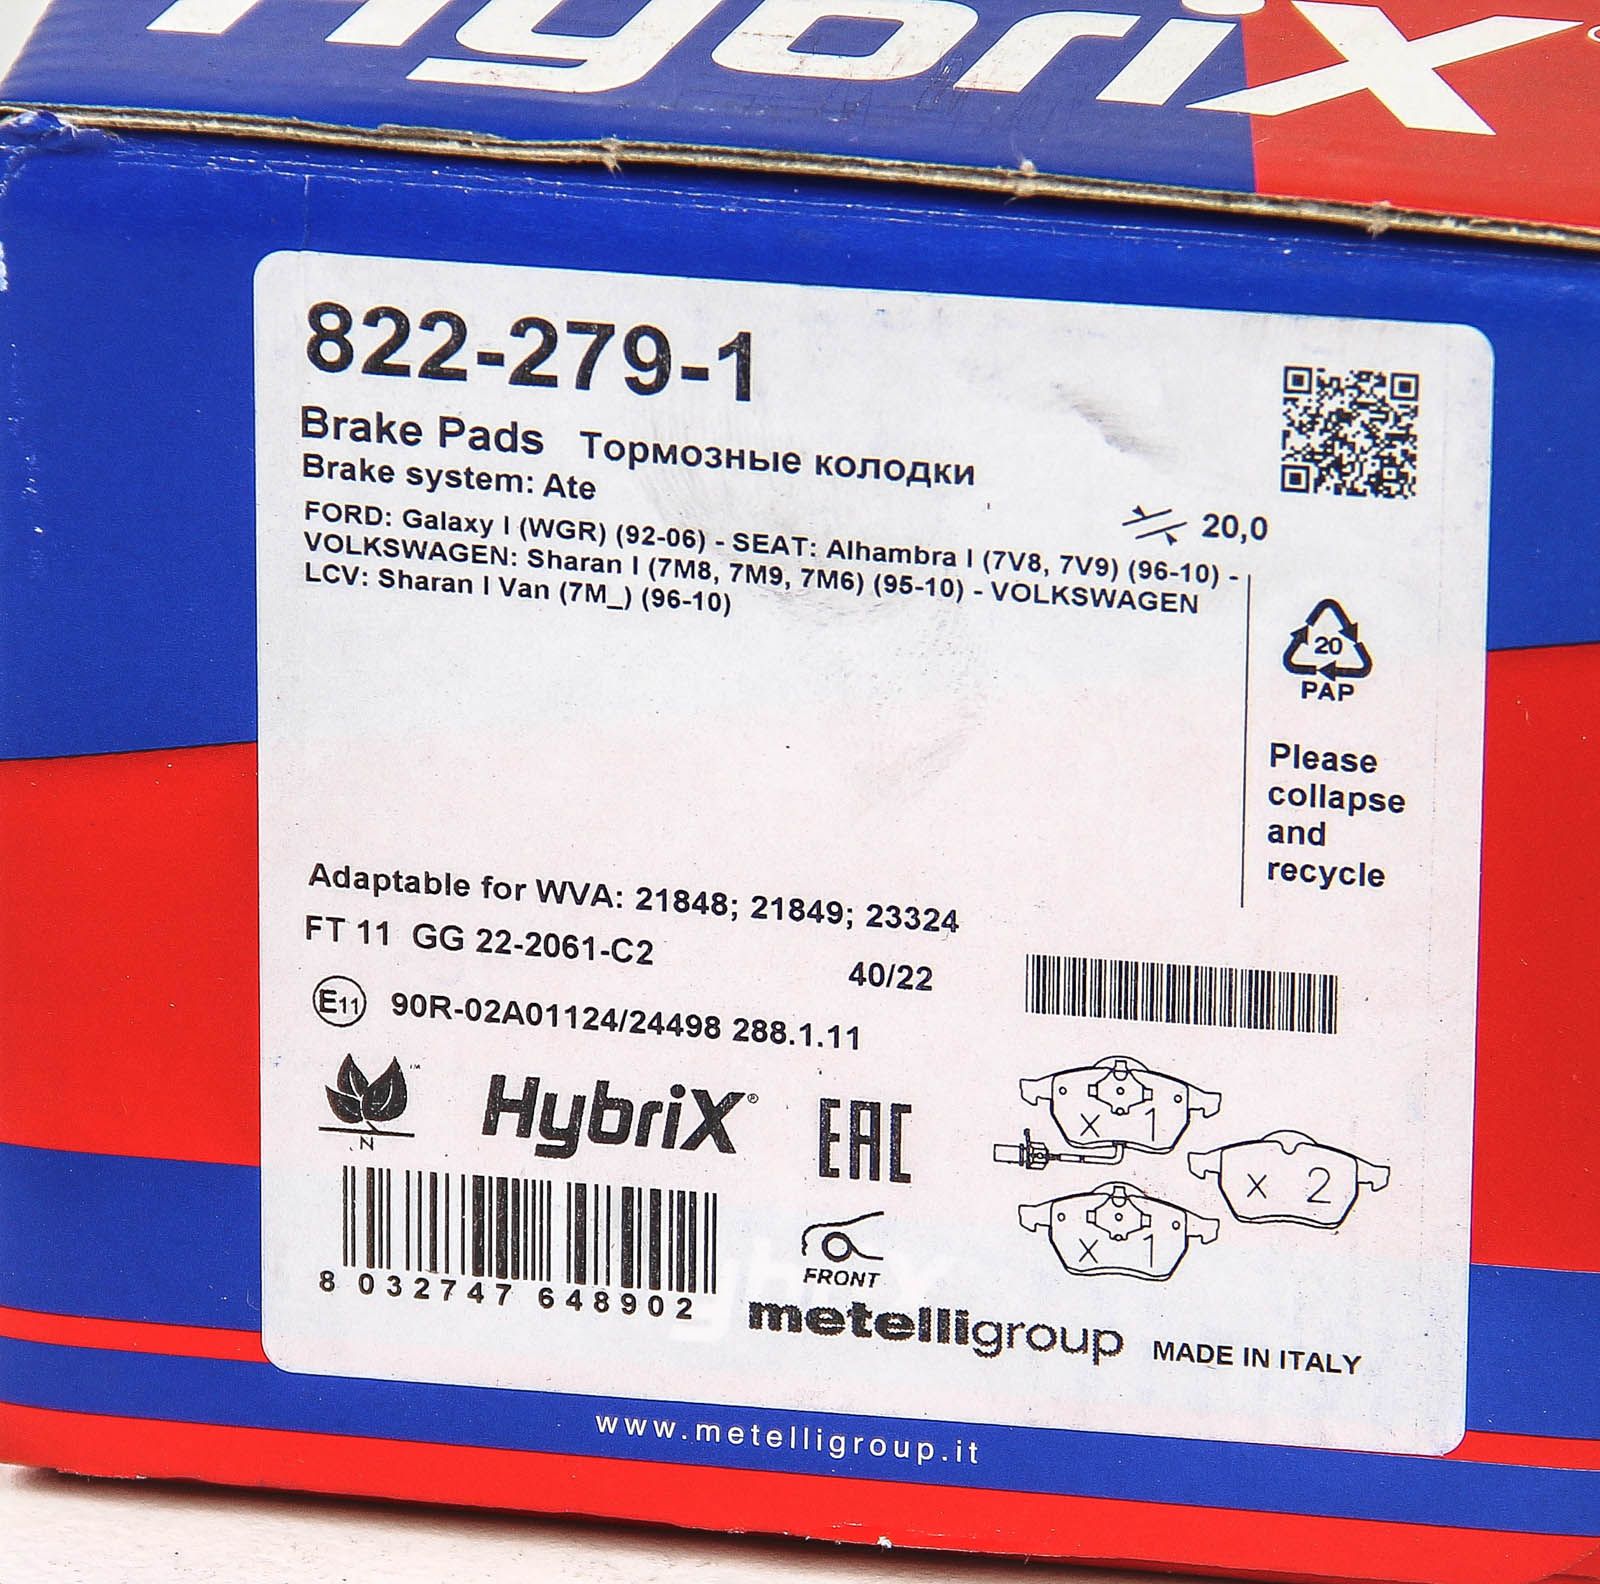 HybriX
822-279-1
Brake Pads Тормозные колодки
Brake system: Ate
20,0
FORD: Galaxy I (WGR) (92-06) - SEAT: Alhambra I (7V8, 7V9) (96-10) -
VOLKSWAGEN: Sharan I (7M8, 7M9, 7M6) (95-10) - VOLKSWAGEN
LCV: Sharan I Van (7M_) (96-10)
20
PAP
Please
collapse
and
recycle
Adaptable for WVA: 21848; 21849; 23324
FT 11 GG 22-2061-C2
40/22
E11 90R-02A01124/24498 288.1.11
™
N
HybriX®
EAC
x 1
x 2
x 1
8 032747 648902
FRONT
metelligroup MADE IN ITALY
www.metelligroup.it